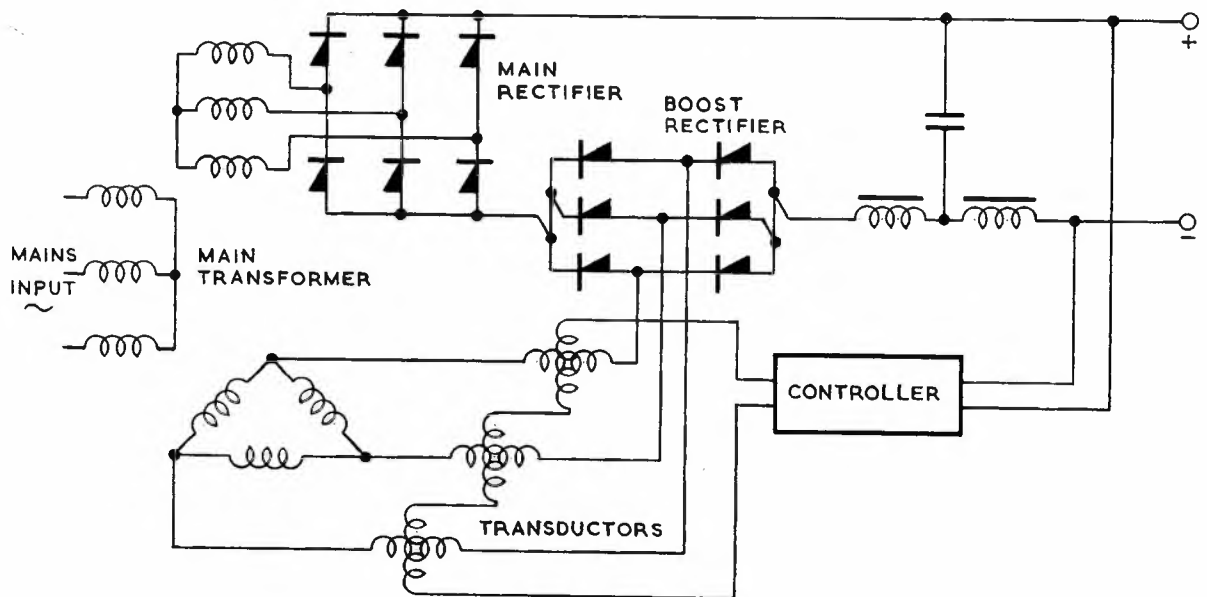 +
MAIN
RECTIFIER
BOOST
RECTIFIER
−
MAINS
INPUT
~
MAIN
TRANSFORMER
CONTROLLER
TRANSDUCTORS